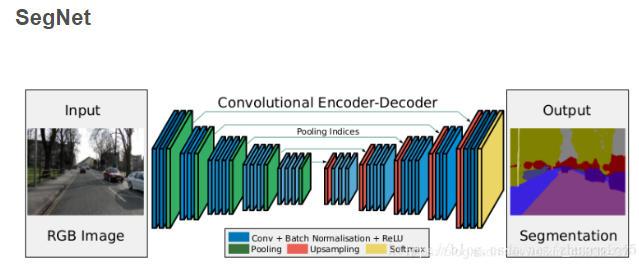 SegNet
Convolutional Encoder-Decoder
Input
Output
Pooling Indices
RGB Image
Segmentation
Conv + Batch Normalisation + ReLU
Pooling Upsampling Softmax